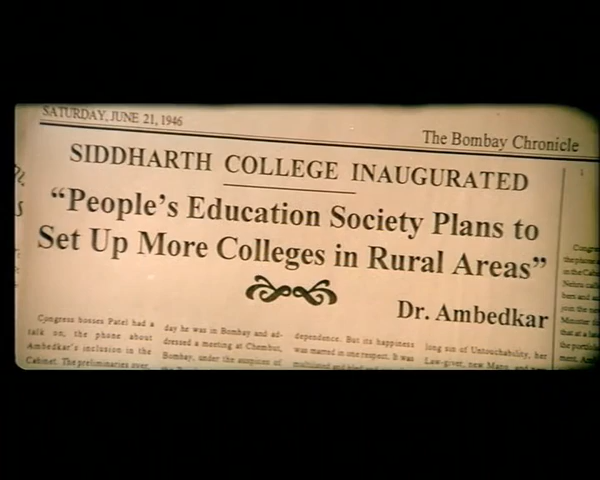 SATURDAY, JUNE 21, 1946
The Bombay Chronicle
SIDDHARTH COLLEGE INAUGURATED
“People’s Education Society Plans to
Set Up More Colleges in Rural Areas”
Dr. Ambedkar
Congress bosses Patel had a
talk on, the phone about
Ambedkar's inclusion in the
Cabinet. The preliminaries over,
day he was in Bombay and ad-
dressed a meeting at Chembur,
Bombay, under the auspices of
dependence. But its happiness
was marred in one respect. It was
long sin of Untouchability, her
Law-giver, new Manu, and